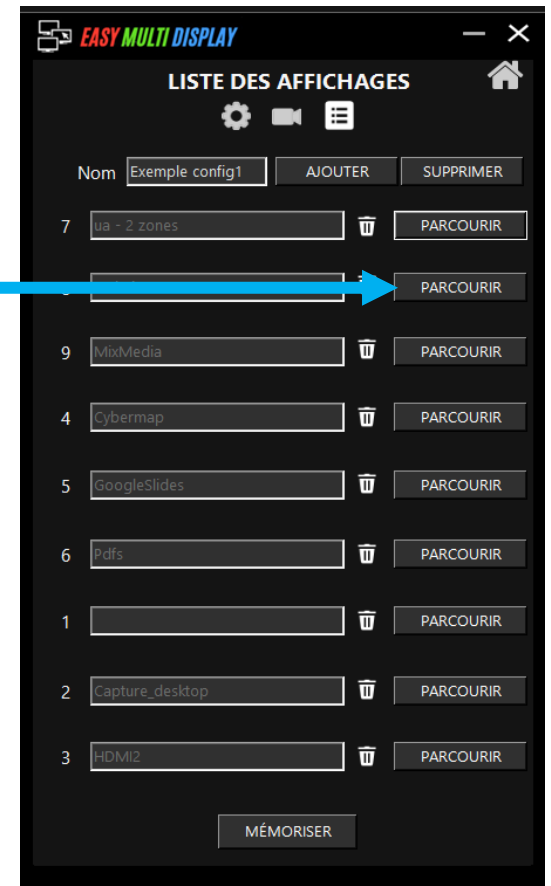 EASY MULTI DISPLAY
LISTE DES AFFICHAGES
Nom Exemple config1 AJOUTER SUPPRIMER
7 ua - 2 zones PARCOURIR
PARCOURIR
9 MixMedia PARCOURIR
4 Cybermap PARCOURIR
5 GoogleSlides PARCOURIR
6 Pdfs PARCOURIR
1 PARCOURIR
2 Capture_desktop PARCOURIR
3 HDMI2 PARCOURIR
MÉMORISER